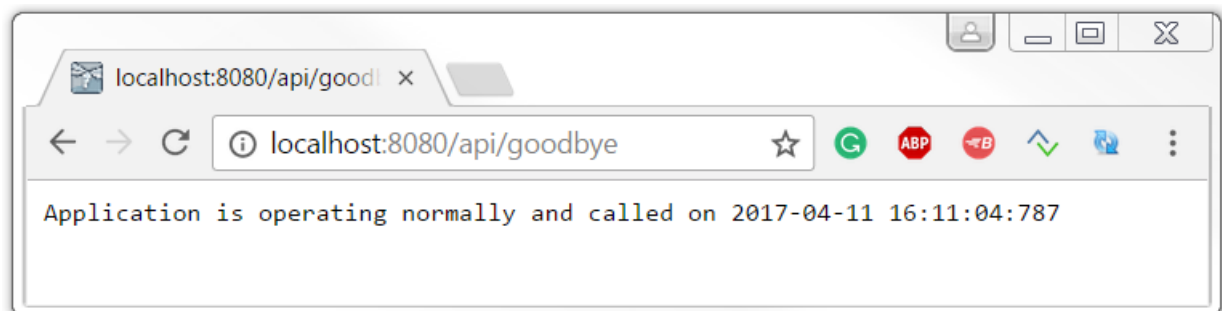 localhost:8080/api/good
localhost:8080/api/goodbye
ABP
B
Application is operating normally and called on 2017-04-11 16:11:04:787